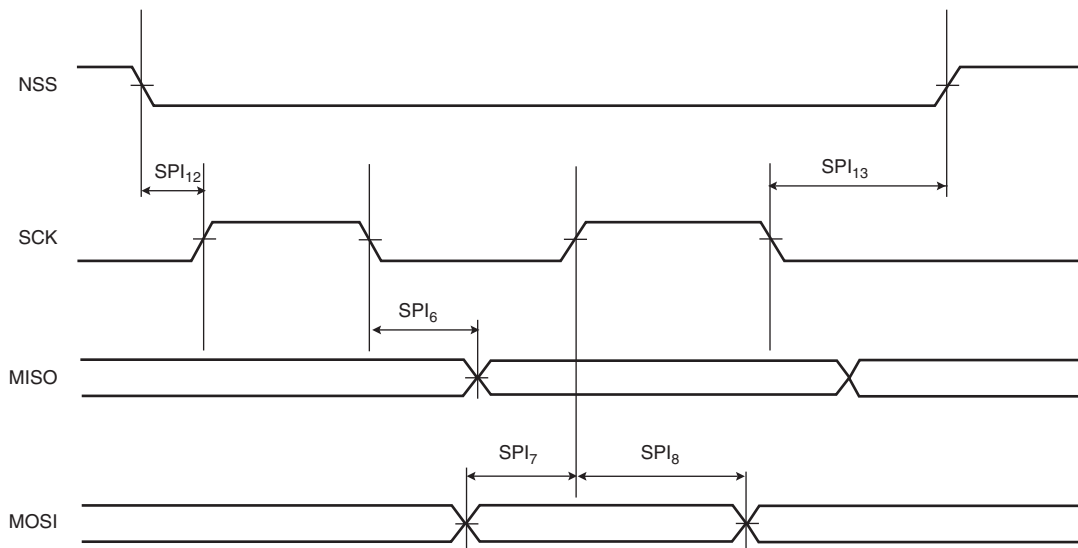 NSS
SPI₁₂
SPI₁₃
SCK
SPI₆
MISO
SPI₇
SPI₈
MOSI